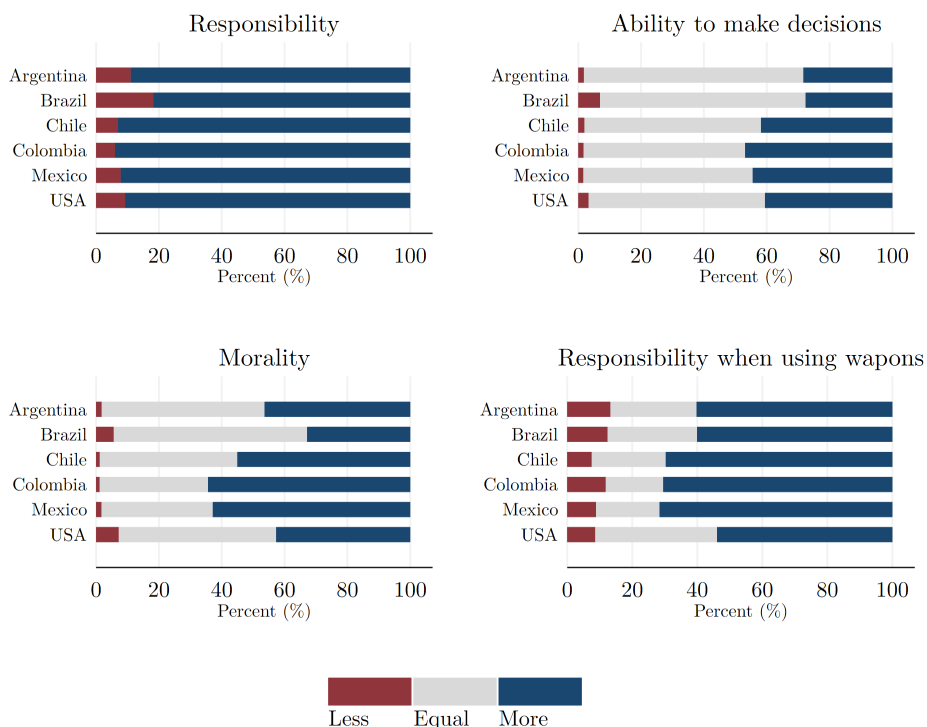 Responsibility
Argentina
Brazil
Chile
Colombia
Mexico
USA
0 20 40 60 80 100
Percent (%)
Ability to make decisions
Argentina
Brazil
Chile
Colombia
Mexico
USA
0 20 40 60 80 100
Percent (%)
Morality
Argentina
Brazil
Chile
Colombia
Mexico
USA
0 20 40 60 80 100
Percent (%)
Responsibility when using wapons
Argentina
Brazil
Chile
Colombia
Mexico
USA
0 20 40 60 80 100
Percent (%)
Less Equal More